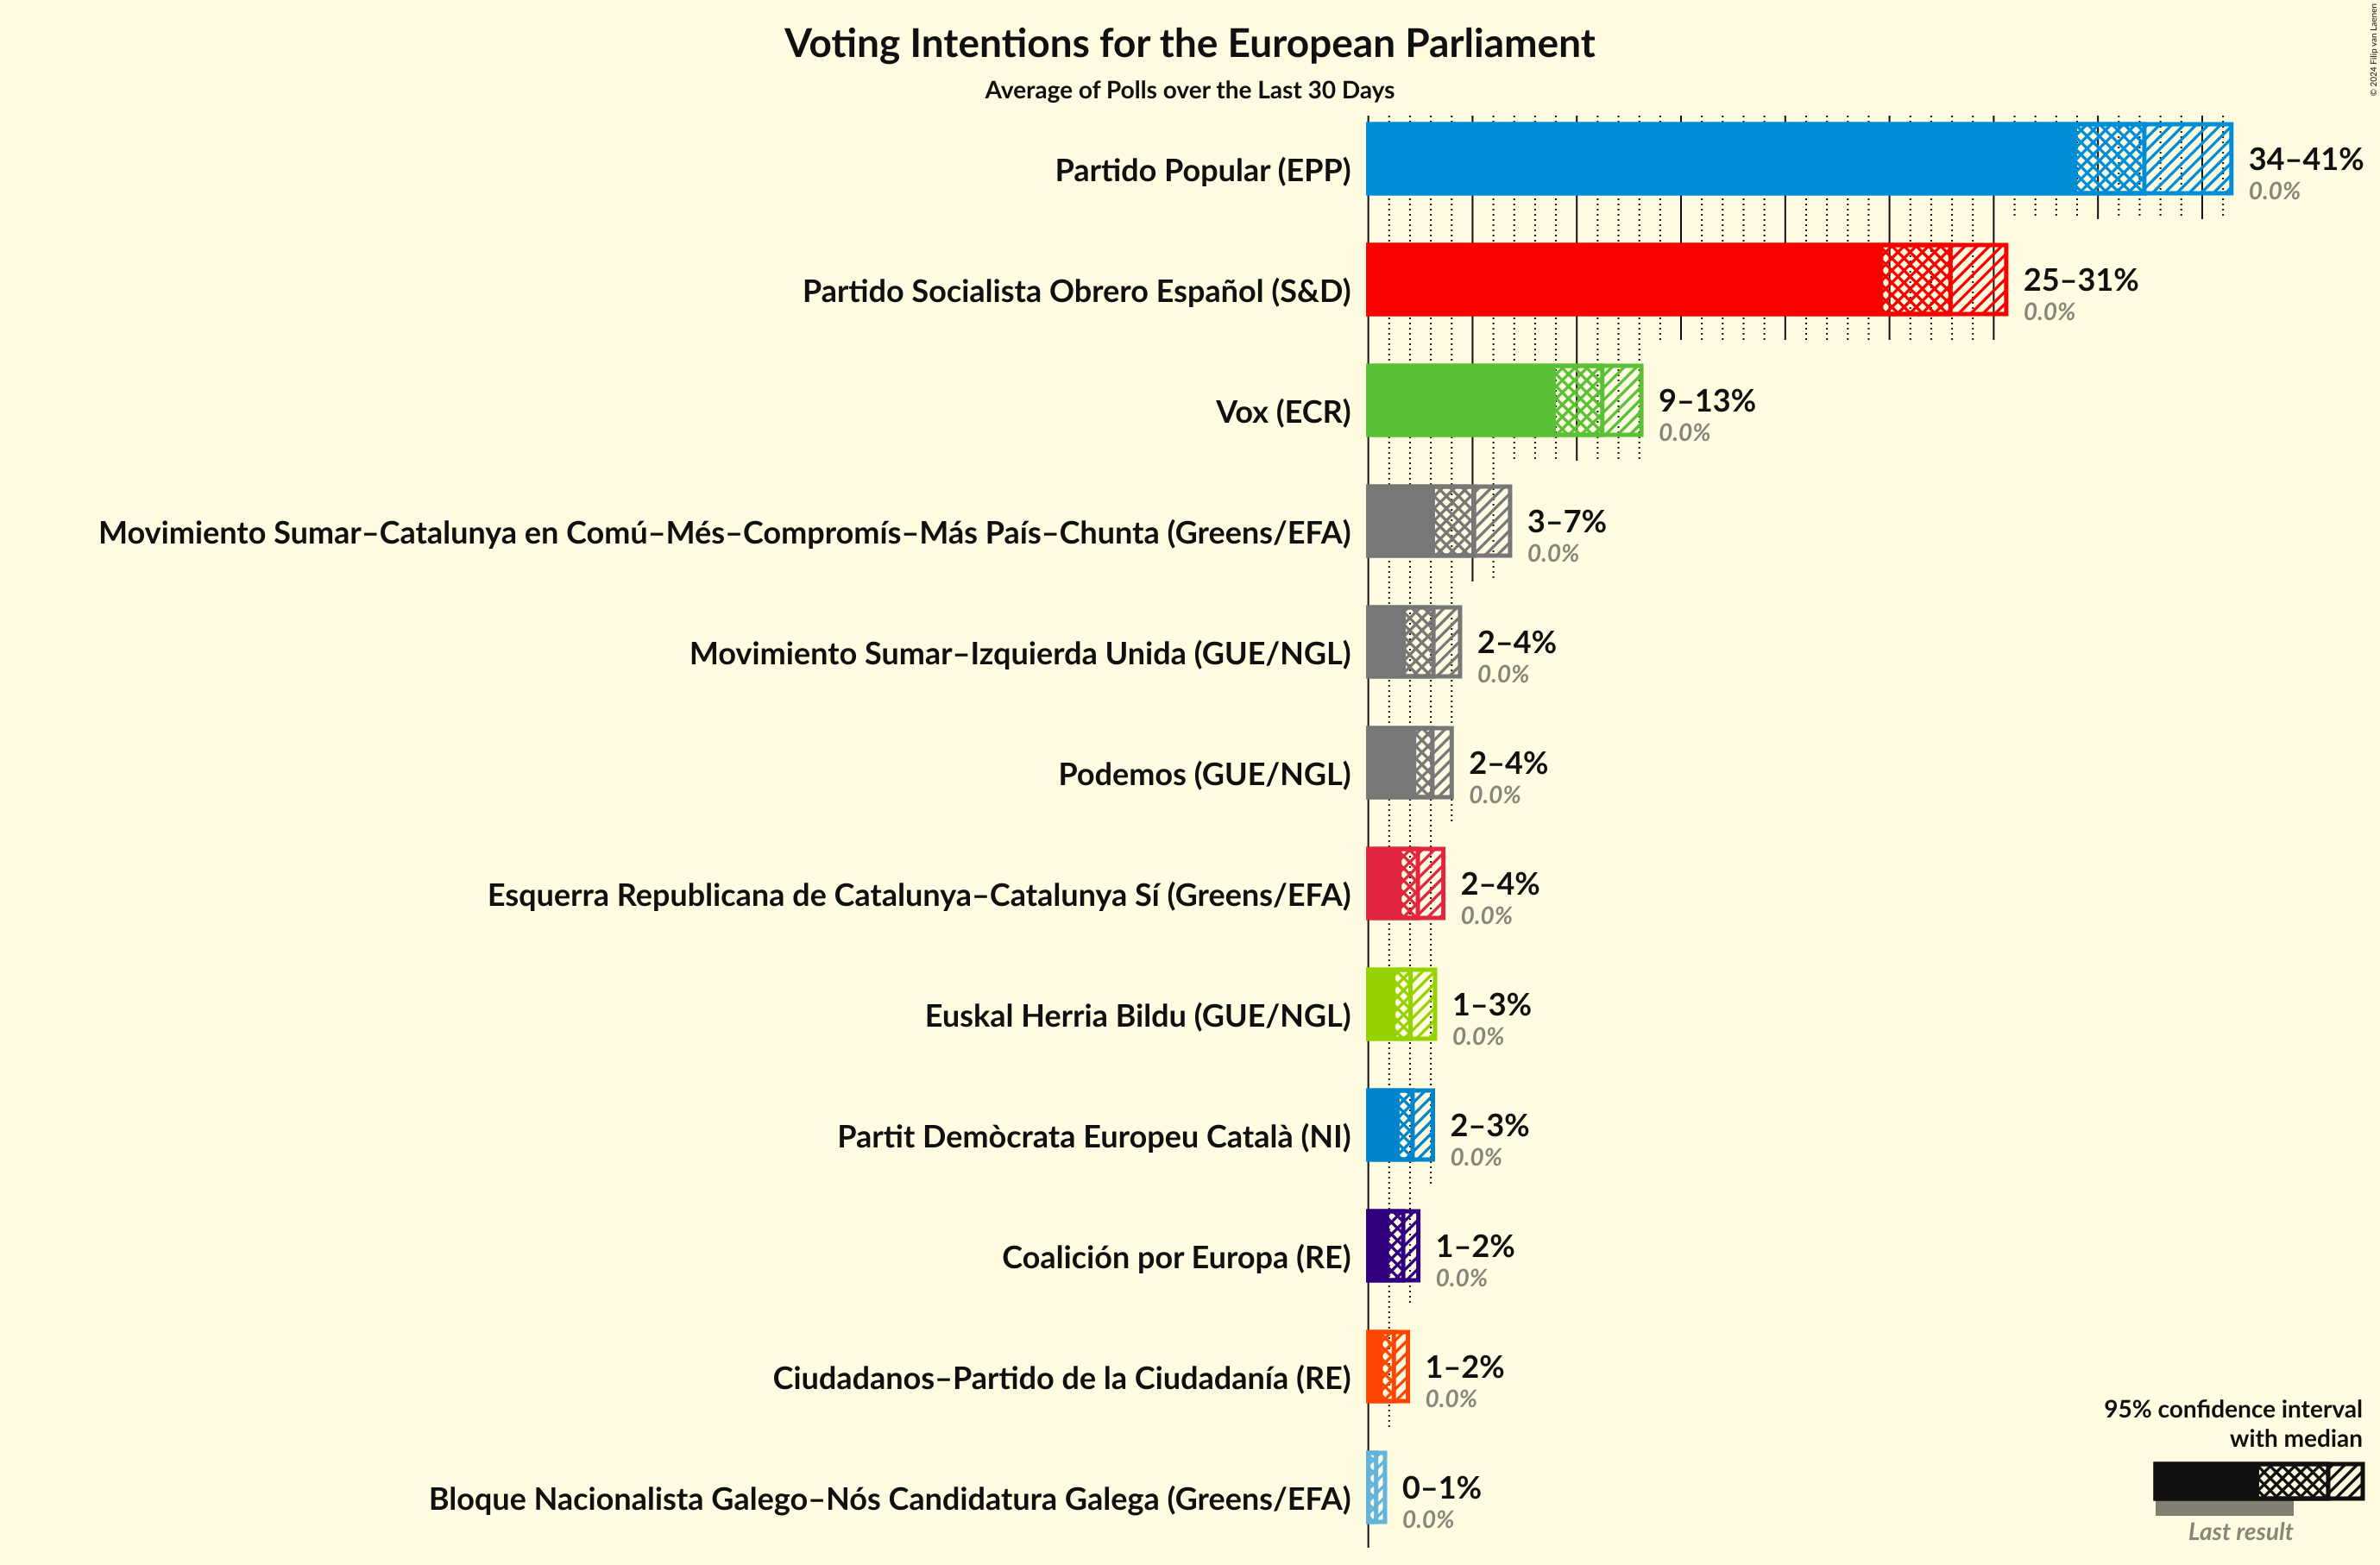 Voting Intentions for the European Parliament
Average of Polls over the Last 30 Days
© 2024 Filip van Laenen
Partido Popular (EPP)
34–41%
0.0%
Partido Socialista Obrero Español (S&D)
25–31%
0.0%
Vox (ECR)
9–13%
0.0%
Movimiento Sumar–Catalunya en Comú–Més–Compromís–Más País–Chunta (Greens/EFA)
3–7%
0.0%
Movimiento Sumar–Izquierda Unida (GUE/NGL)
2–4%
0.0%
Podemos (GUE/NGL)
2–4%
0.0%
Esquerra Republicana de Catalunya–Catalunya Sí (Greens/EFA)
2–4%
0.0%
Euskal Herria Bildu (GUE/NGL)
1–3%
0.0%
Partit Demòcrata Europeu Català (NI)
2–3%
0.0%
Coalición por Europa (RE)
1–2%
0.0%
Ciudadanos–Partido de la Ciudadanía (RE)
1–2%
0.0%
Bloque Nacionalista Galego–Nós Candidatura Galega (Greens/EFA)
0–1%
0.0%
95% confidence interval
with median
Last result